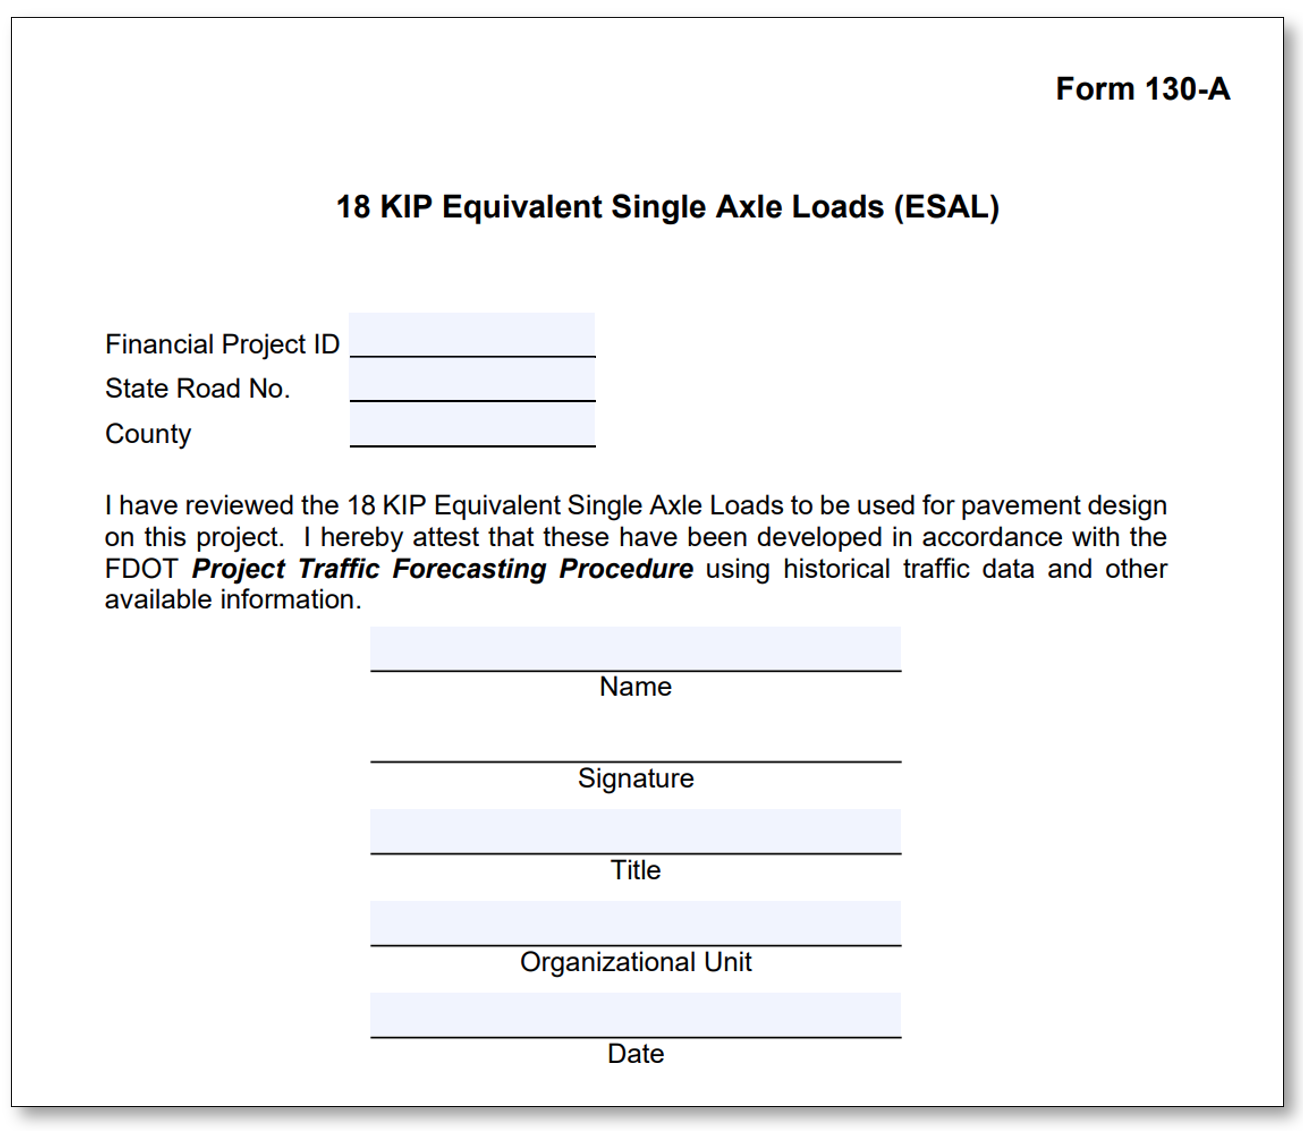 Form 130-A
18 KIP Equivalent Single Axle Loads (ESAL)
Financial Project ID
State Road No.
County
I have reviewed the 18 KIP Equivalent Single Axle Loads to be used for pavement design
on this project.  I hereby attest that these have been developed in accordance with the
FDOT Project Traffic Forecasting Procedure using historical traffic data and other
available information.
Name
Signature
Title
Organizational Unit
Date